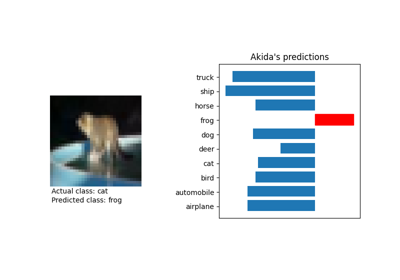 Akida's predictions
truck
ship
horse
frog
dog
deer
cat
bird
automobile
airplane
Actual class: cat
Predicted class: frog